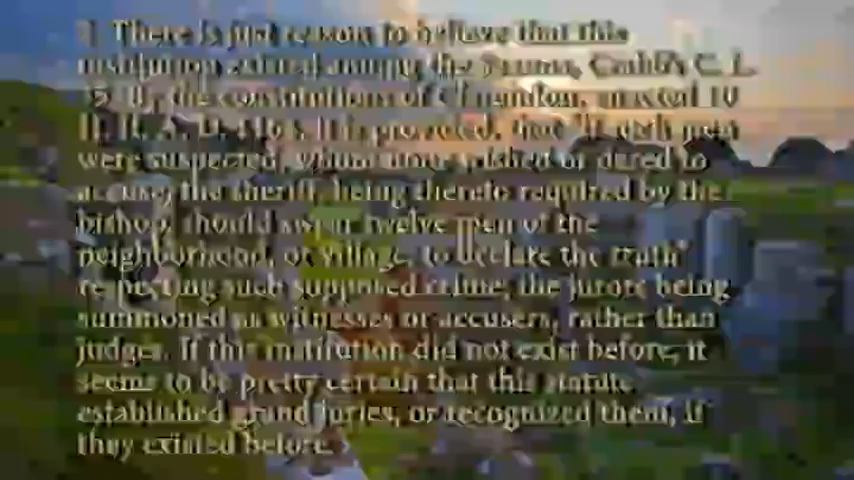 There is just reason to believe that this
institution existed among the Saxons, Crabb's C. L.
35. By the constitutions of Clarendon, enacted 10
H. II. A. D. it is provided, that "if such men
were suspected, whom none wished or dared to
accuse, the sheriff, being thereto required by the
bishop, should swear twelve men of the
neighborhood, or village, to declare the truth"
respecting such supposed crime; the jurors being
summoned as witnesses or accusers, rather than
judges. If this institution did not exist before, it
seems to be pretty certain that this statute
established grand juries, or recognized them, if
they existed before.